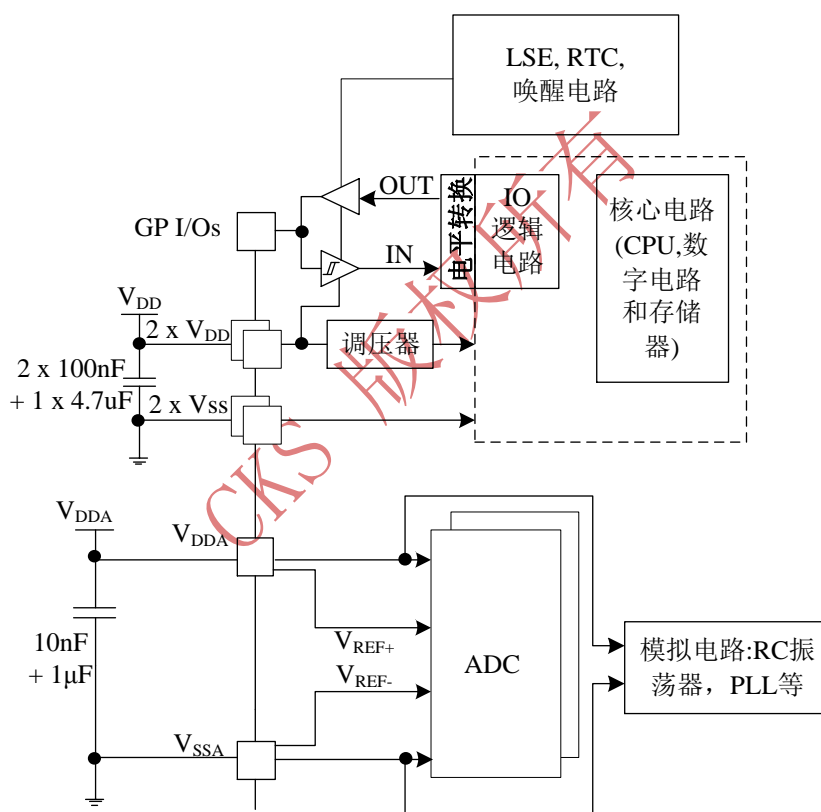 LSE, RTC,
唤醒电路
OUT
电平转换
IO
逻辑
电路
核心电路
(CPU,数
字电路
和存储
器)
GP I/Os
IN
VDD
2 x VDD
调压器
2 x 100nF
+ 1 x 4.7uF
2 x VSS
CKS 版权所有
VDDA
VDDA
10nF
+ 1μF
VREF+
VREF-
ADC
模拟电路:RC振
荡器，PLL等
VSSA